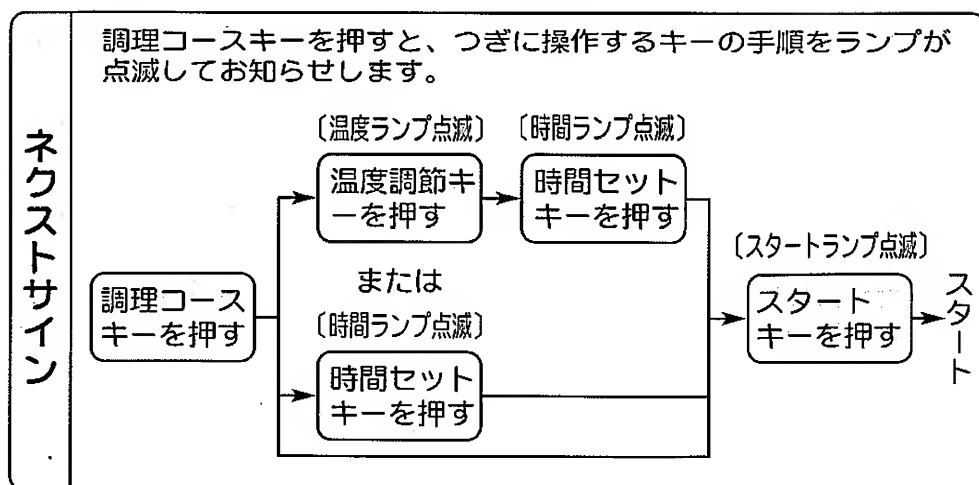 ネクストサイン
調理コースキーを押すと、つぎに操作するキーの手順をランプが
点滅してお知らせします。
〔温度ランプ点滅〕
温度調節キ
ーを押す
〔時間ランプ点滅〕
時間セット
キーを押す
または
調理コース
キーを押す
〔時間ランプ点滅〕
時間セット
キーを押す
〔スタートランプ点滅〕
スタート
キーを押す
スタート